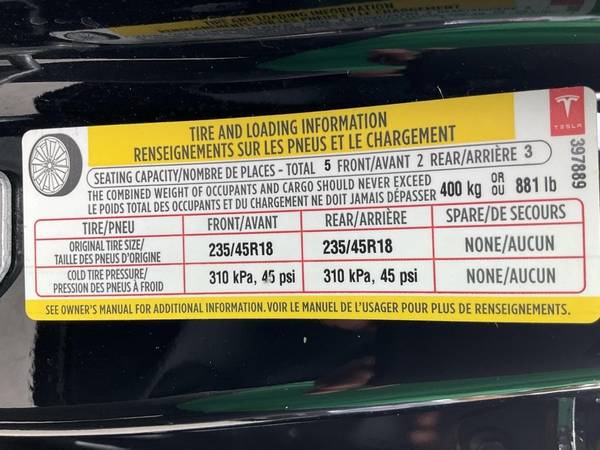 TIRE AND LOADING INFORMATION
RENSEIGNEMENTS SUR LES PNEUS ET LE CHARGEMENT
TESLA
397889
SEATING CAPACITY/NOMBRE DE PLACES - TOTAL 5 FRONT/AVANT 2 REAR/ARRIÈRE 3
THE COMBINED WEIGHT OF OCCUPANTS AND CARGO SHOULD NEVER EXCEED
LE POIDS TOTAL DES OCCUPANTS ET DU CHARGEMENT NE DOIT JAMAIS DÉPASSER
400 kg OR
OU 881 lb
TIRE/PNEU FRONT/AVANT REAR/ARRIÈRE SPARE/DE SECOURS
ORIGINAL TIRE SIZE/
TAILLE DES PNEUS D'ORIGINE
235/45R18 235/45R18 NONE/AUCUN
COLD TIRE PRESSURE/
PRESSION DES PNEUS À FROID
310 kPa, 45 psi 310 kPa, 45 psi NONE/AUCUN
SEE OWNER'S MANUAL FOR ADDITIONAL INFORMATION. VOIR LE MANUEL DE L'USAGER POUR PLUS DE RENSEIGNEMENTS.